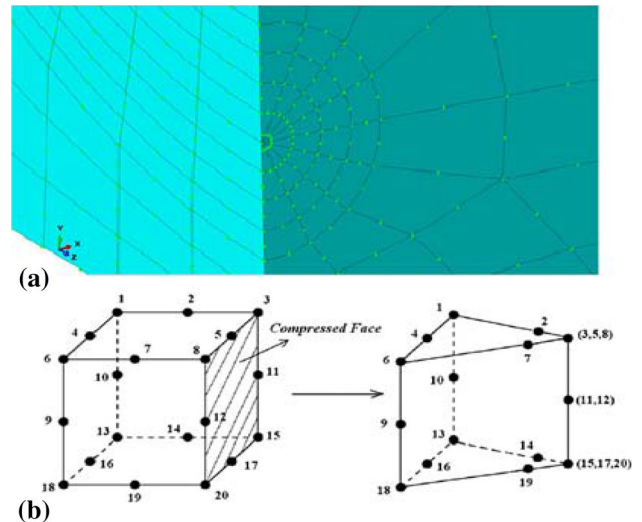 Y
X
Z
(a)
1 2 3
4 5 Compressed Face
6 7 8
10 11
9 12
13 14 15
16 17
18 19 20
1
4 2 (3,5,8)
6 7
10
9 (11,12)
13 14
16 (15,17,20)
18 19
(b)